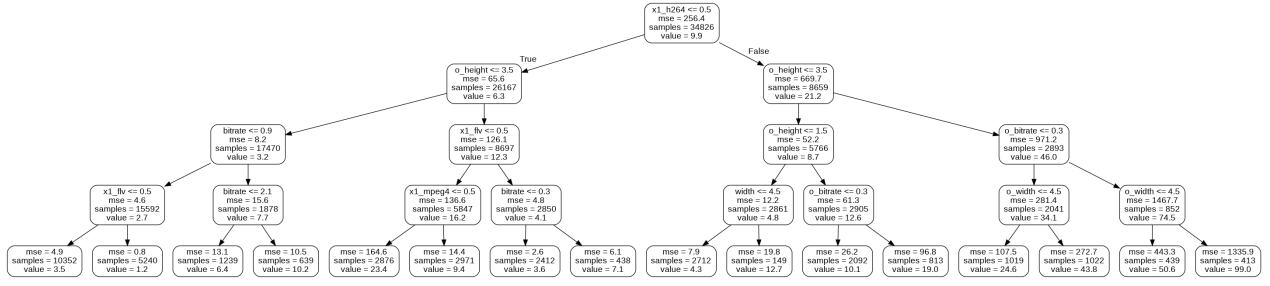 x1_h264 <= 0.5
mse = 256.4
samples = 34826
value = 9.9
True
False
o_height <= 3.5
mse = 65.6
samples = 26167
value = 6.3
o_height <= 3.5
mse = 669.7
samples = 8659
value = 21.2
bitrate <= 0.9
mse = 8.2
samples = 17470
value = 3.2
x1_flv <= 0.5
mse = 126.1
samples = 8697
value = 12.3
o_height <= 1.5
mse = 52.2
samples = 5766
value = 8.7
o_bitrate <= 0.3
mse = 971.2
samples = 2893
value = 46.0
x1_flv <= 0.5
mse = 4.6
samples = 15592
value = 2.7
bitrate <= 2.1
mse = 15.6
samples = 1878
value = 7.7
x1_mpeg4 <= 0.5
mse = 136.6
samples = 5847
value = 16.2
bitrate <= 0.3
mse = 4.8
samples = 2850
value = 4.1
width <= 4.5
mse = 12.2
samples = 2861
value = 4.8
o_bitrate <= 0.3
mse = 61.3
samples = 2905
value = 12.6
o_width <= 4.5
mse = 281.4
samples = 2041
value = 34.1
o_width <= 4.5
mse = 1467.7
samples = 852
value = 74.5
mse = 4.9
samples = 10352
value = 3.5
mse = 0.8
samples = 5240
value = 1.2
mse = 13.1
samples = 1239
value = 6.4
mse = 10.5
samples = 639
value = 10.2
mse = 164.6
samples = 2876
value = 23.4
mse = 14.4
samples = 2971
value = 9.4
mse = 2.6
samples = 2412
value = 3.6
mse = 6.1
samples = 438
value = 7.1
mse = 7.9
samples = 2712
value = 4.3
mse = 19.8
samples = 149
value = 12.7
mse = 26.2
samples = 2092
value = 10.1
mse = 96.8
samples = 813
value = 19.0
mse = 107.5
samples = 1019
value = 24.6
mse = 272.7
samples = 1022
value = 43.8
mse = 443.3
samples = 439
value = 50.6
mse = 1335.9
samples = 413
value = 99.0